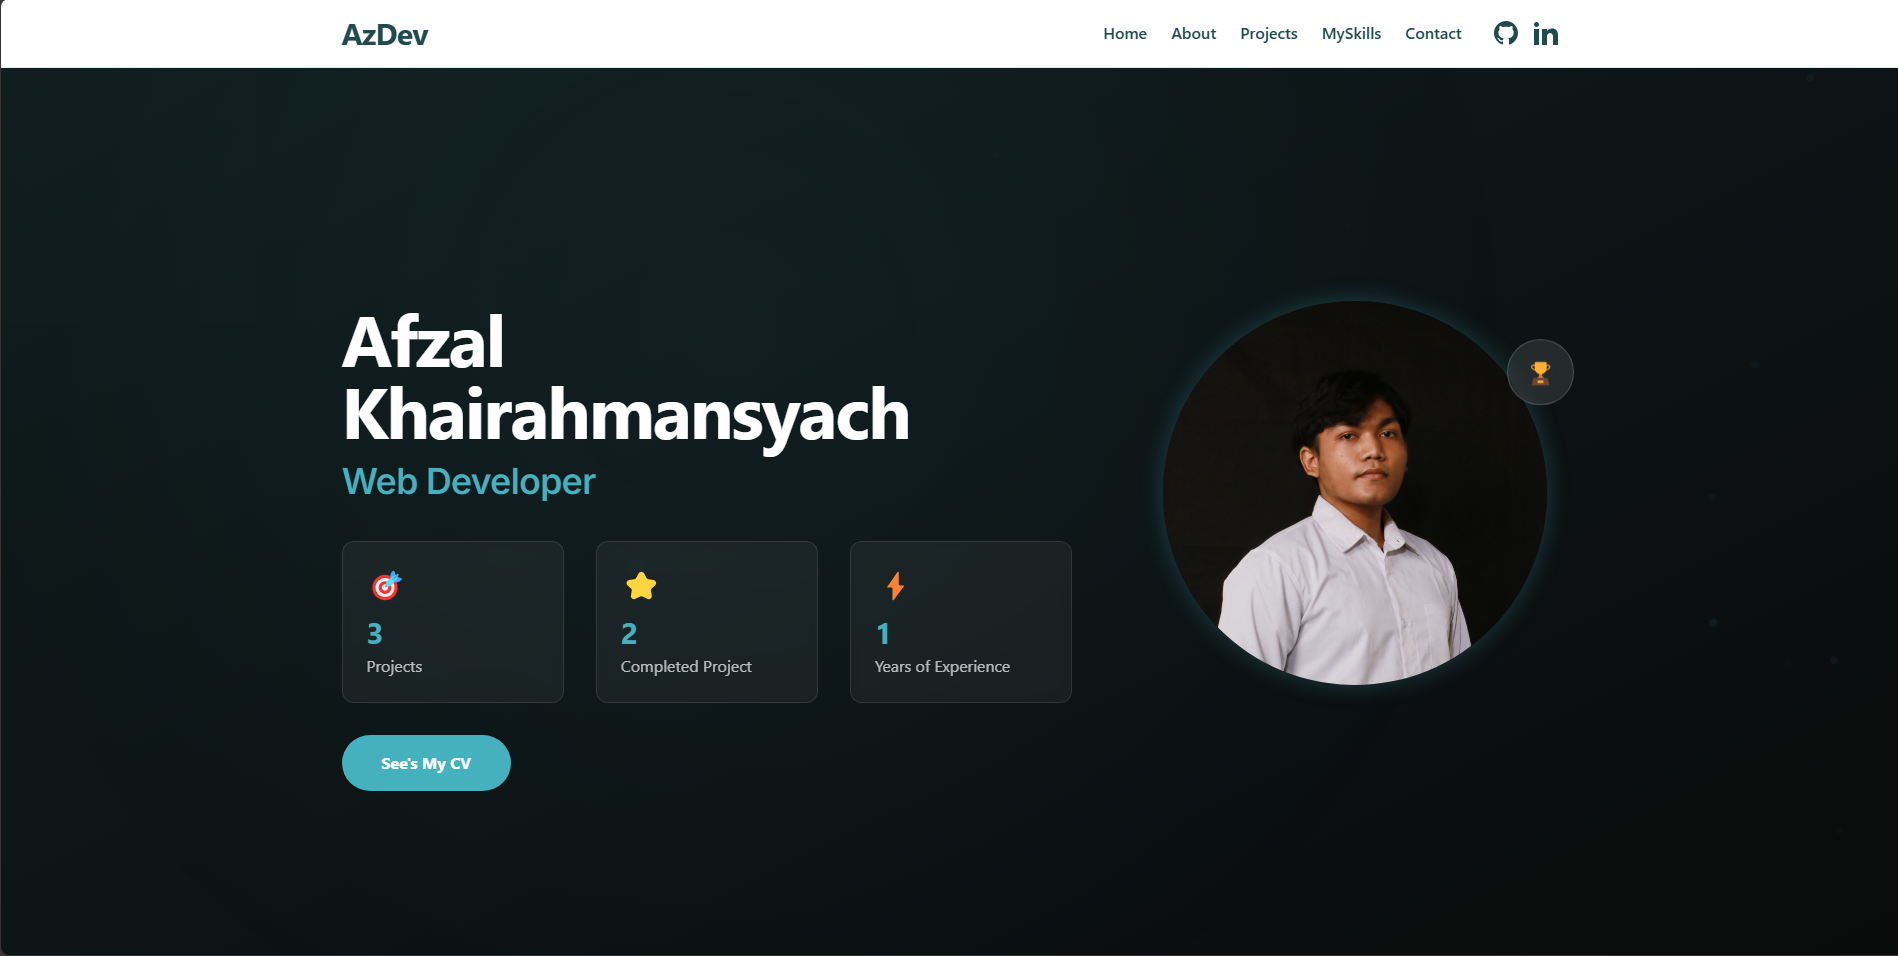 AzDev
Home About Projects MySkills Contact
Afzal
Khairahmansyach
Web Developer
3
Projects
2
Completed Project
1
Years of Experience
See's My CV